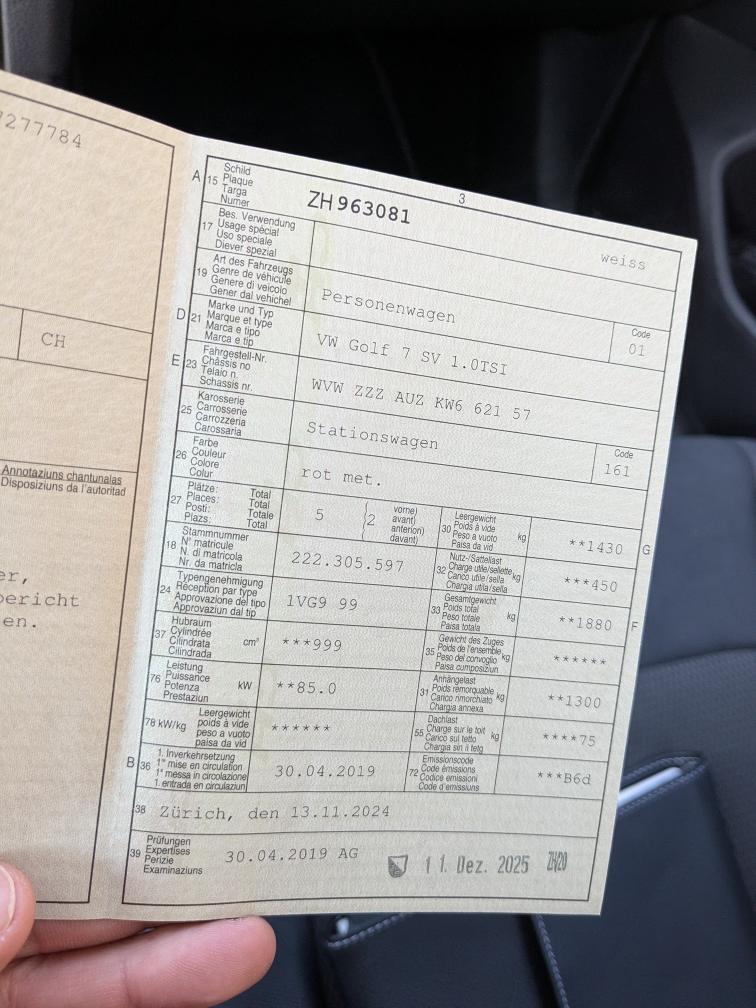 7277784
CH
Annotaziuns chantunalas
Disposiziuns da l'autoritad
er,
bericht
en.
3
A 15 Schild
Plaque
Targa
Numer
ZH 963081
weiss
17 Bes. Verwendung
Usage spécial
Uso speciale
Diever spezial
19 Art des Fahrzeugs
Genre de véhicule
Genere di veicolo
Gener dal vehichel
Personenwagen
Code
01
D 21 Marke und Typ
Marque et type
Marca e tipo
Marca e tip
VW Golf 7 SV 1.0TSI
E 23 Fahrgestell-Nr.
Châssis no
Telaio n.
Schassis nr.
WVW ZZZ AUZ KW6 621 57
25 Karosserie
Carrosserie
Carrozzeria
Carossaria
Stationswagen
Code
161
26 Farbe
Couleur
Colore
Colur
rot met.
27 Plätze: Total
Places: Total
Posti: Totale
Plazs: Total
5
2 vorne)
avant)
anteriori)
davant)
30 Leergewicht
Poids à vide
Peso a vuoto
Paisa da vid
kg
**1430 G
18 Stammnummer
N° matricule
N. di matricola
Nr. da matricla
222.305.597
32 Nutz-/Sattellast
Charge utile/sellette
Carico utile/sella
Chargia utila/sella
kg
***450
24 Typengenehmigung
Réception par type
Approvazione del tipo
Approvaziun dal tip
1VG9 99
33 Gesamtgewicht
Poids total
Peso totale
Paisa totala
kg
**1880 F
37 Hubraum
Cylindrée
Cilindrata
Cilindrada
cm³
***999
35 Gewicht des Zuges
Poids de l'ensemble
Peso del convoglio
Paisa cumposiziun
kg
******
76 Leistung
Puissance
Potenza
Prestaziun
kW
**85.0
31 Anhängelast
Poids remorquable
Carico rimorchiato
Chargia annexa
kg
**1300
78 kW/kg Leergewicht
poids à vide
peso a vuoto
paisa da vid
******
55 Dachlast
Charge sur le toit
Carico sul tetto
Chargia sin il tetg
kg
****75
B 36 1. Inverkehrsetzung
1re mise en circulation
1a messa in circolazione
1. entrada en circulaziun
30.04.2019
72 Emissionscode
Code émissions
Codice emissioni
Code d'emissiuns
***B6d
38 Zürich, den 13.11.2024
39 Prüfungen
Expertises
Perizie
Examinaziuns
30.04.2019 AG
11. Dez. 2025 ZH20